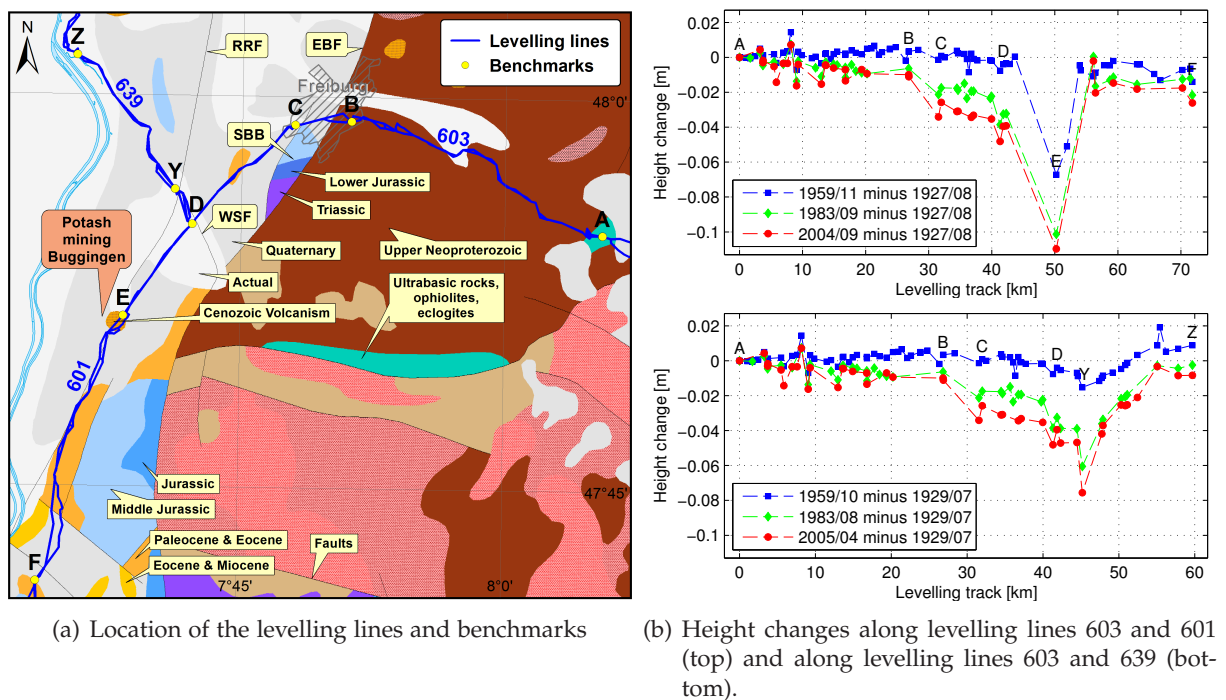 N
Z
RRF
EBF
Levelling lines
Benchmarks
639
Freiburg
48°0'
C
B
SBB
603
Lower Jurassic
Y
D
WSF
Triassic
A
Potash
mining
Buggingen
Quaternary
Upper Neoproterozoic
Actual
Ultrabasic rocks,
ophiolites,
eclogites
E
Cenozoic Volcanism
601
Jurassic
47°45'
Middle Jurassic
Paleocene & Eocene
Faults
F
Eocene & Miocene
7°45'
8°0'
(a) Location of the levelling lines and benchmarks
0.02
0
−0.02
−0.04
−0.06
−0.08
−0.1
Height change [m]
A
B
C
D
E
F
1959/11 minus 1927/08
1983/09 minus 1927/08
2004/09 minus 1927/08
0 10 20 30 40 50 60 70
Levelling track [km]
0.02
0
−0.02
−0.04
−0.06
−0.08
−0.1
Height change [m]
A
B
C
D
Y
Z
1959/10 minus 1929/07
1983/08 minus 1929/07
2005/04 minus 1929/07
0 10 20 30 40 50 60
Levelling track [km]
(b) Height changes along levelling lines 603 and 601
(top) and along levelling lines 603 and 639 (bot-
tom).